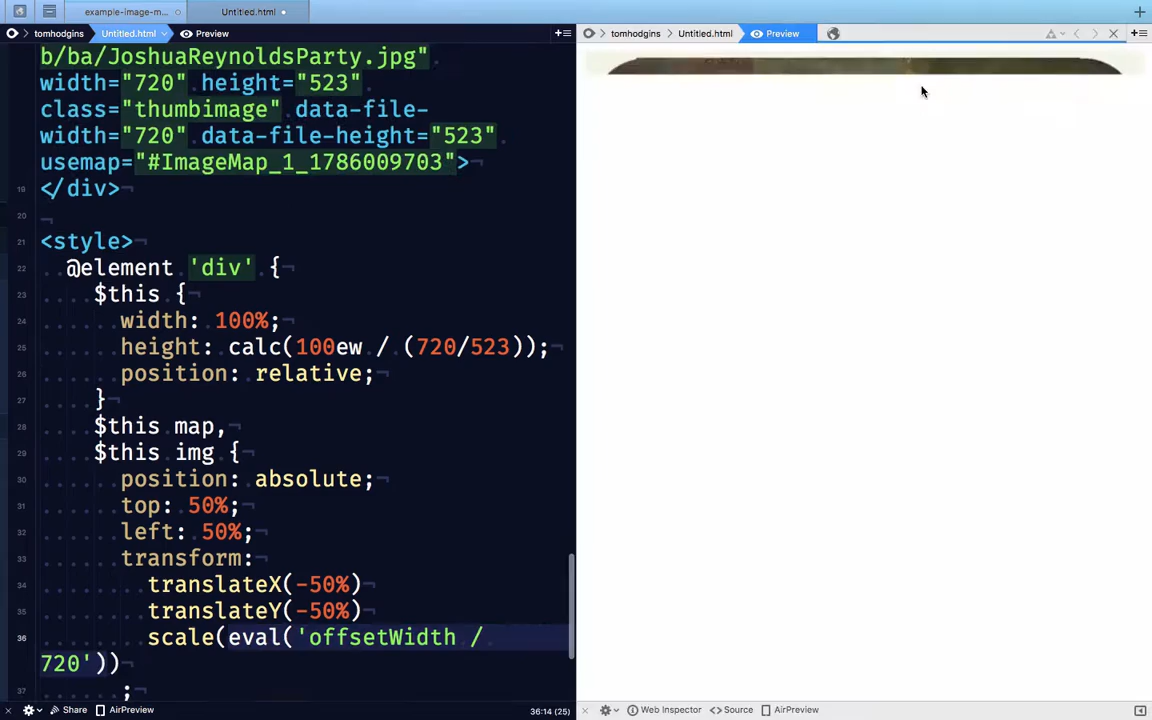 example-image-m...
Untitled.html
tomhodgins Untitled.html Preview
tomhodgins Untitled.html Preview
b/ba/JoshuaReynoldsParty.jpg"
width="720" height="523"
class="thumbimage" data-file-
width="720" data-file-height="523"
usemap="#ImageMap_1_1786009703">
19 </div>
20
21 <style>
22 @element 'div' {
23 $this {
24 width: 100%;
25 height: calc(100ew / (720/523));
26 position: relative;
27 }
28 $this map,
29 $this img {
30 position: absolute;
31 top: 50%;
32 left: 50%;
33 transform:
34 translateX(-50%)
35 translateY(-50%)
36 scale(eval('offsetWidth /
720'))
37 ;
Share AirPreview 36:14 (25)
Web Inspector Source AirPreview